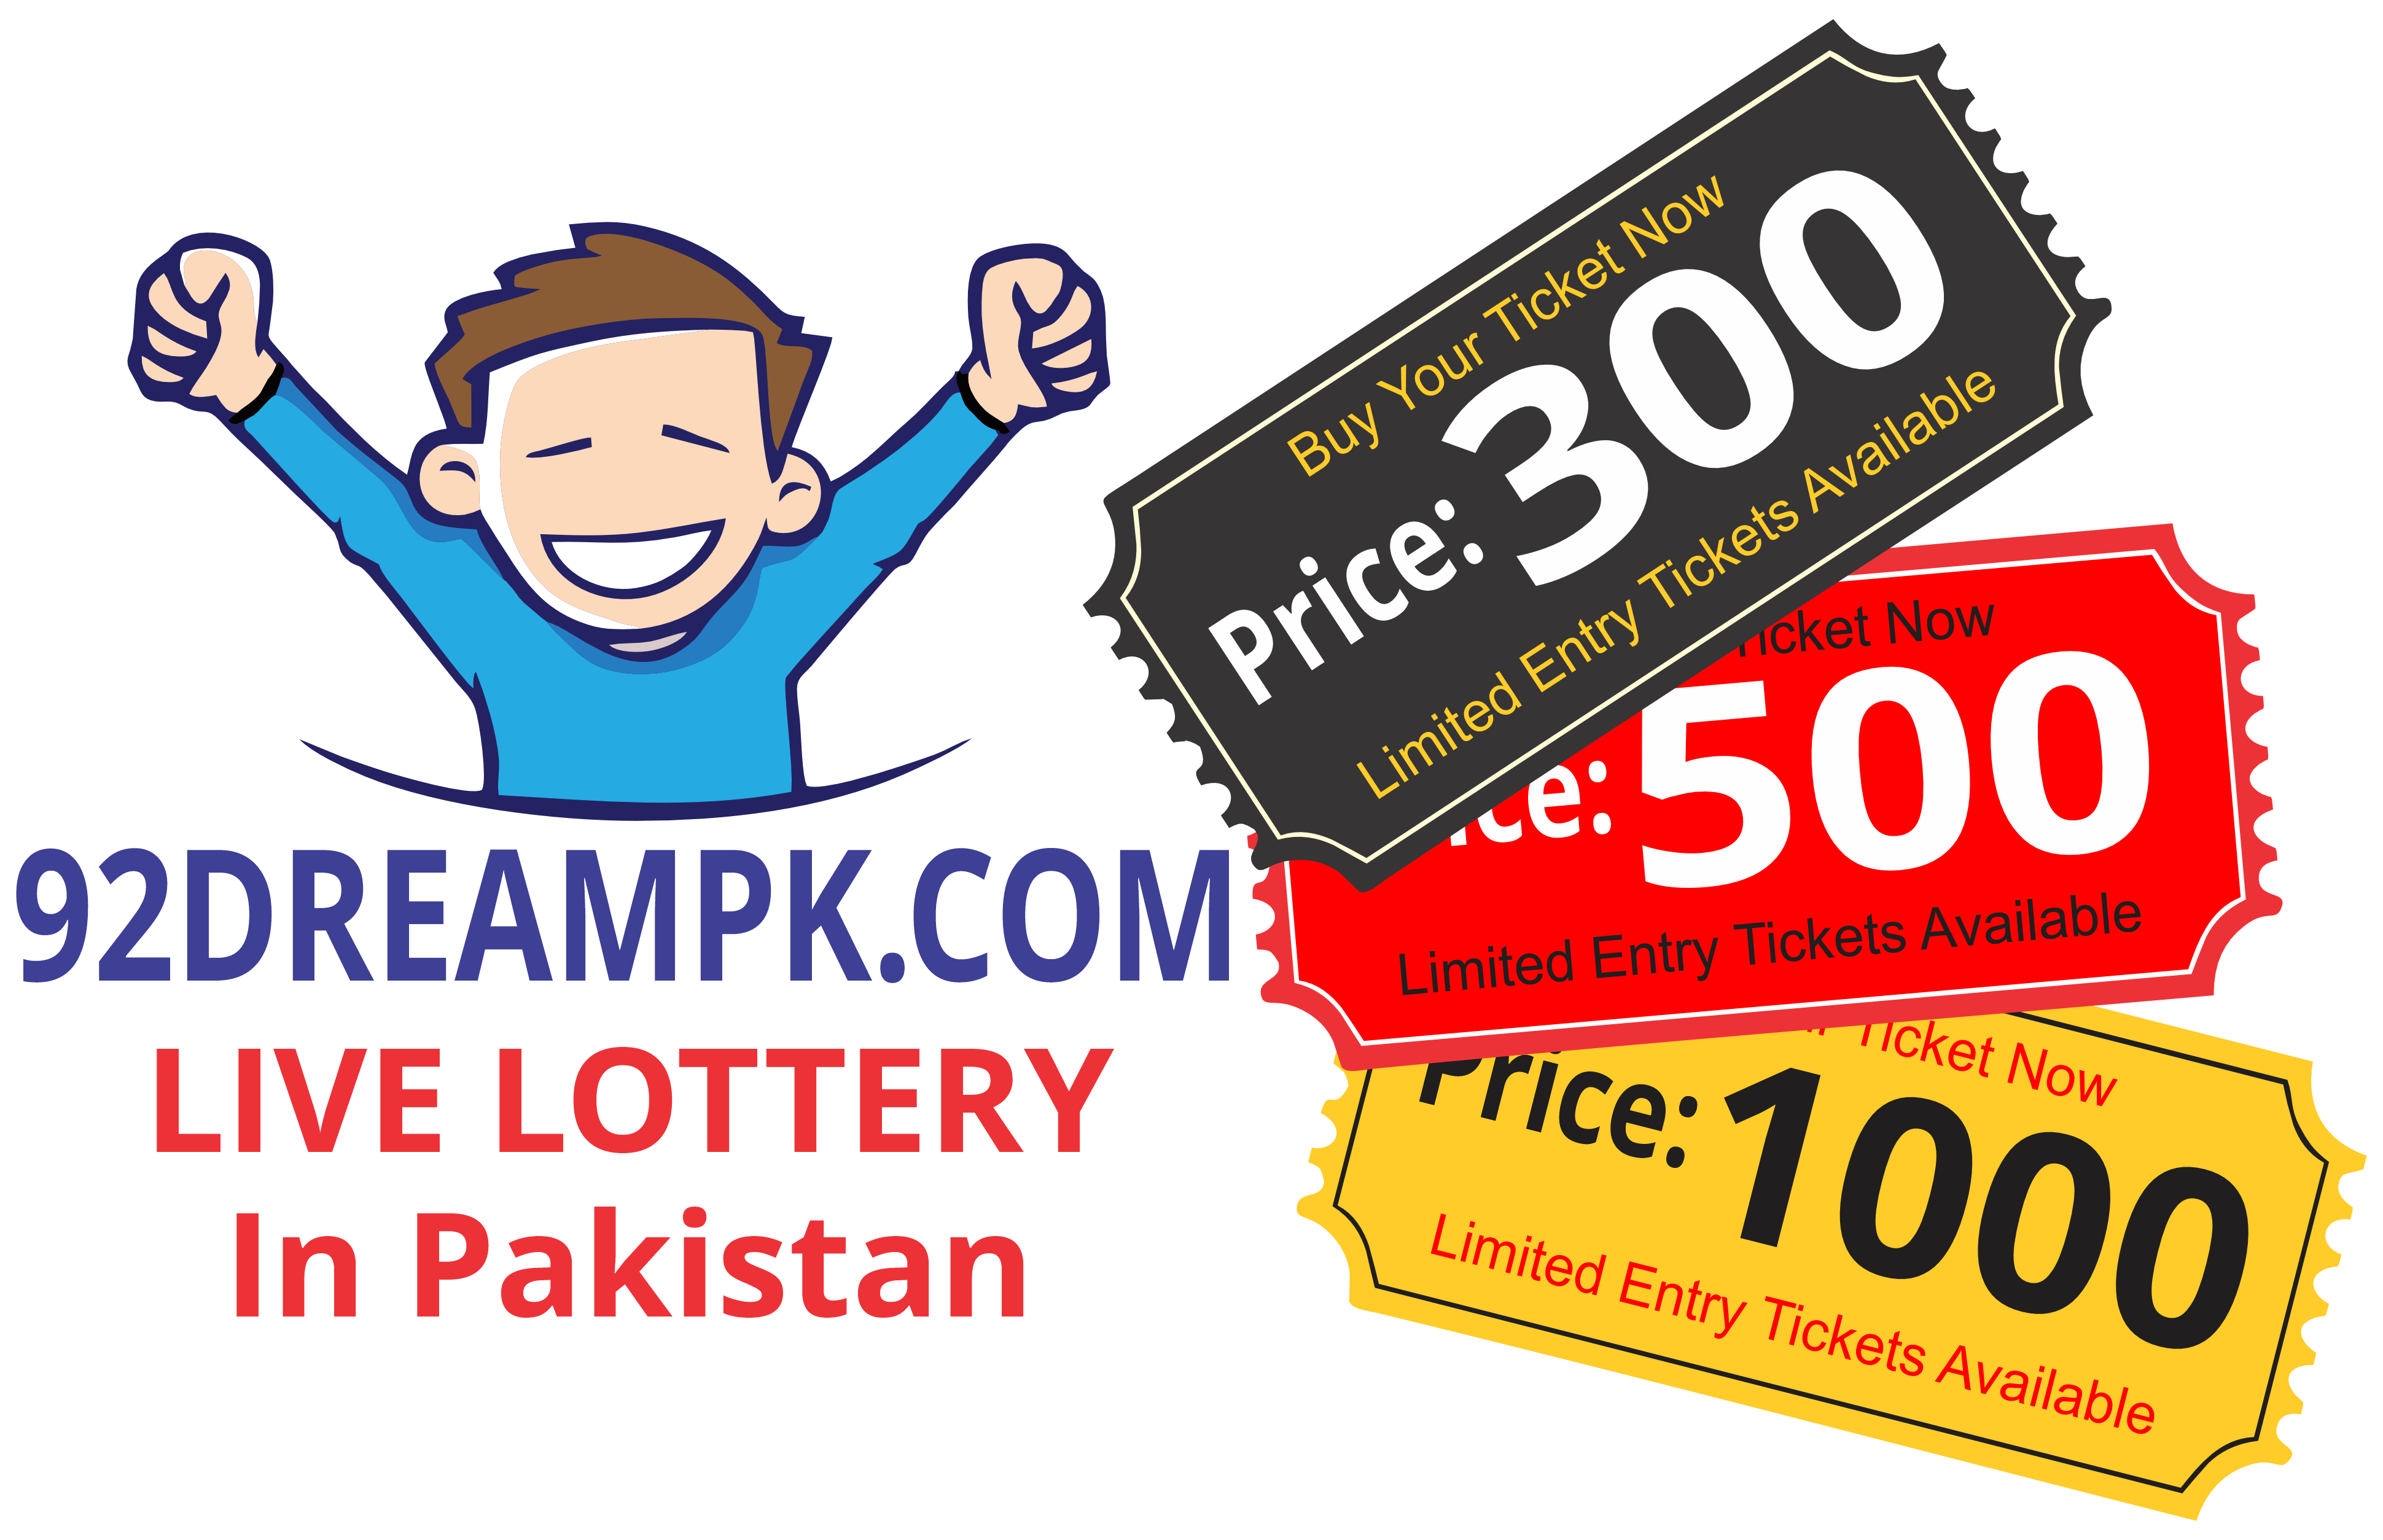 92DREAMPK.COM
LIVE LOTTERY
In Pakistan
Buy Your Ticket Now
Price: 300
Limited Entry Tickets Available
Now
500
Limited Entry Tickets Available
Ticket Now
Price: 1000
Limited Entry Tickets Available